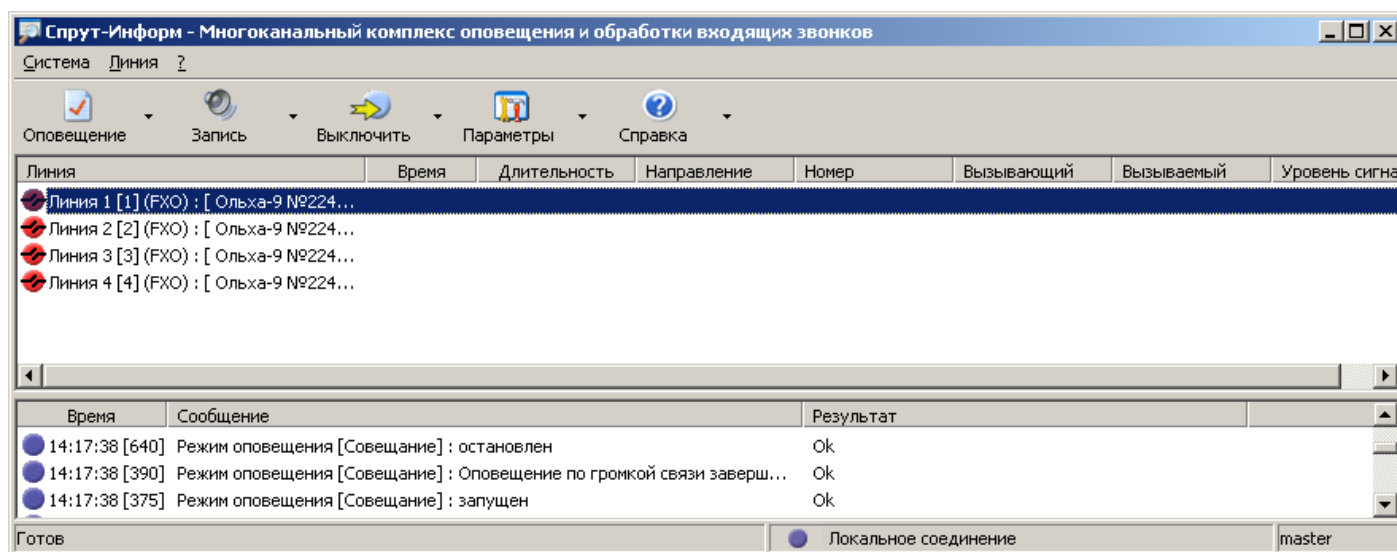 Спрут-Информ - Многоканальный комплекс оповещения и обработки входящих звонков
Система Линия ?
Оповещение Запись Выключить Параметры Справка
Линия Время Длительность Направление Номер Вызывающий Вызываемый Уровень сигна
Линия 1 [1] (FXO) : [ Ольха-9 №224...
Линия 2 [2] (FXO) : [ Ольха-9 №224...
Линия 3 [3] (FXO) : [ Ольха-9 №224...
Линия 4 [4] (FXO) : [ Ольха-9 №224...
Время Сообщение Результат
14:17:38 [640] Режим оповещения [Совещание] : остановлен Ok
14:17:38 [390] Режим оповещения [Совещание] : Оповещение по громкой связи заверш... Ok
14:17:38 [375] Режим оповещения [Совещание] : запущен Ok
Готов Локальное соединение master